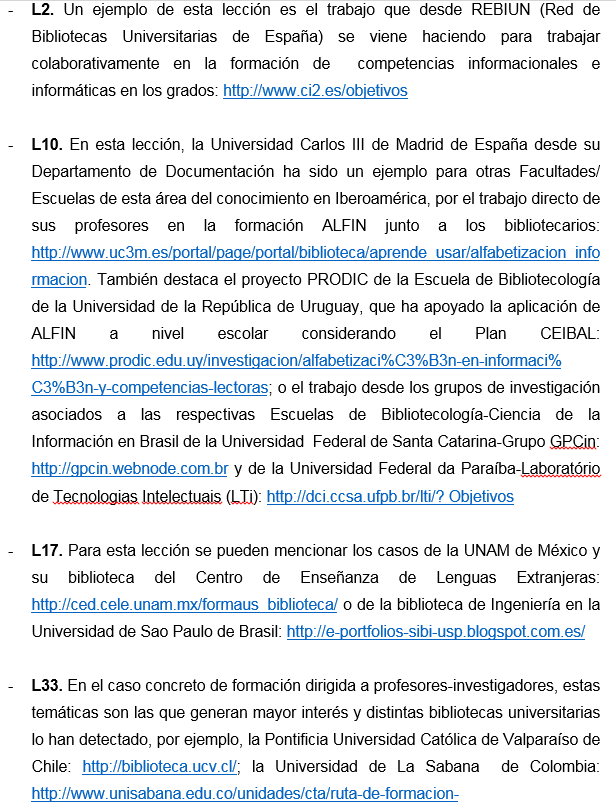 - L2. Un ejemplo de esta lección es el trabajo que desde REBIUN (Red de
Bibliotecas Universitarias de España) se viene haciendo para trabajar
colaborativamente en la formación de competencias informacionales e
informáticas en los grados: http://www.ci2.es/objetivos
- L10. En esta lección, la Universidad Carlos III de Madrid de España desde su
Departamento de Documentación ha sido un ejemplo para otras Facultades/
Escuelas de esta área del conocimiento en Iberoamérica, por el trabajo directo de
sus profesores en la formación ALFIN junto a los bibliotecarios:
http://www.uc3m.es/portal/page/portal/biblioteca/aprende_usar/alfabetizacion_info
rmacion. También destaca el proyecto PRODIC de la Escuela de Bibliotecología
de la Universidad de la República de Uruguay, que ha apoyado la aplicación de
ALFIN a nivel escolar considerando el Plan CEIBAL:
http://www.prodic.edu.uy/investigacion/alfabetizaci%C3%B3n-en-informaci%
C3%B3n-y-competencias-lectoras; o el trabajo desde los grupos de investigación
asociados a las respectivas Escuelas de Bibliotecología-Ciencia de la
Información en Brasil de la Universidad Federal de Santa Catarina-Grupo GPCin:
http://gpcin.webnode.com.br y de la Universidad Federal da Paraíba-Laboratório
de Tecnologias Intelectuais (LTi): http://dci.ccsa.ufpb.br/lti/? Objetivos
- L17. Para esta lección se pueden mencionar los casos de la UNAM de México y
su biblioteca del Centro de Enseñanza de Lenguas Extranjeras:
http://ced.cele.unam.mx/formaus_biblioteca/ o de la biblioteca de Ingeniería en la
Universidad de Sao Paulo de Brasil: http://e-portfolios-sibi-usp.blogspot.com.es/
- L33. En el caso concreto de formación dirigida a profesores-investigadores, estas
temáticas son las que generan mayor interés y distintas bibliotecas universitarias
lo han detectado, por ejemplo, la Pontificia Universidad Católica de Valparaíso de
Chile: http://biblioteca.ucv.cl/; la Universidad de La Sabana de Colombia:
http://www.unisabana.edu.co/unidades/cta/ruta-de-formacion-